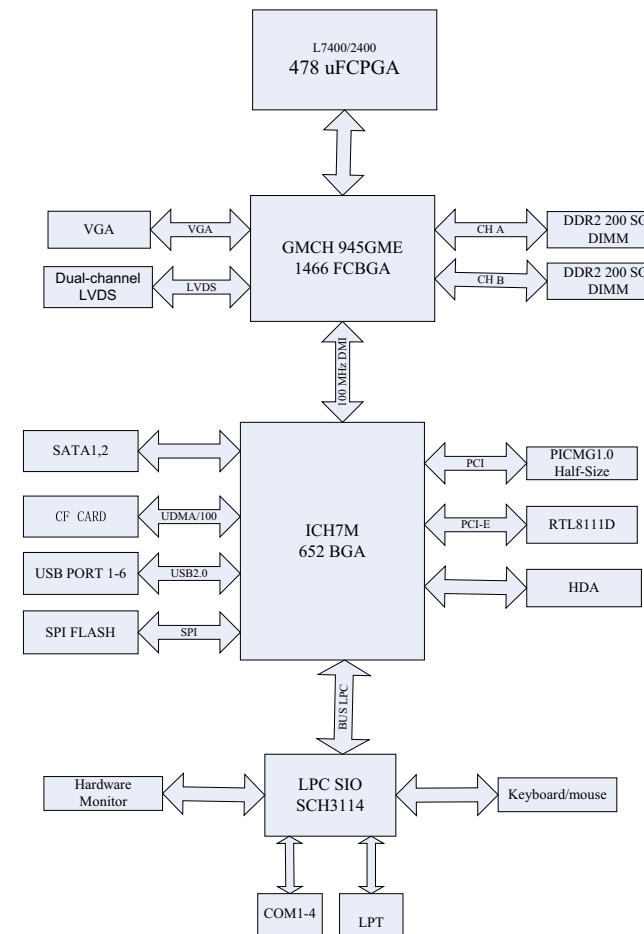 L7400/2400
478 uFCPGA
VGA
VGA
GMCH 945GME
1466 FCBGA
CH A
DDR2 200 SO
DIMM
Dual-channel
LVDS
LVDS
CH B
DDR2 200 SO
DIMM
100 MHz DMI
SATA1,2
PCI
PICMG1.0
Half-Size
CF CARD
UDMA/100
ICH7M
652 BGA
PCI-E
RTL8111D
USB PORT 1-6
USB2.0
HDA
SPI FLASH
SPI
BUS LPC
Hardware
Monitor
LPC SIO
SCH3114
Keyboard/mouse
COM1-4
LPT